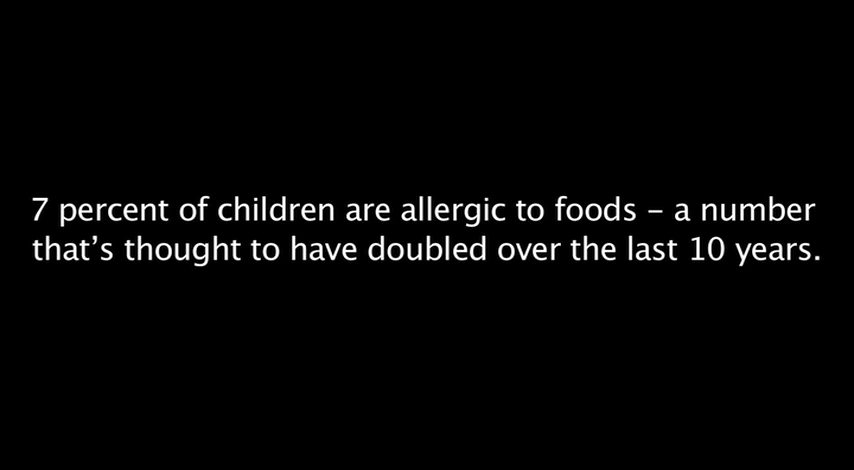 7 percent of children are allergic to foods – a number
that’s thought to have doubled over the last 10 years.